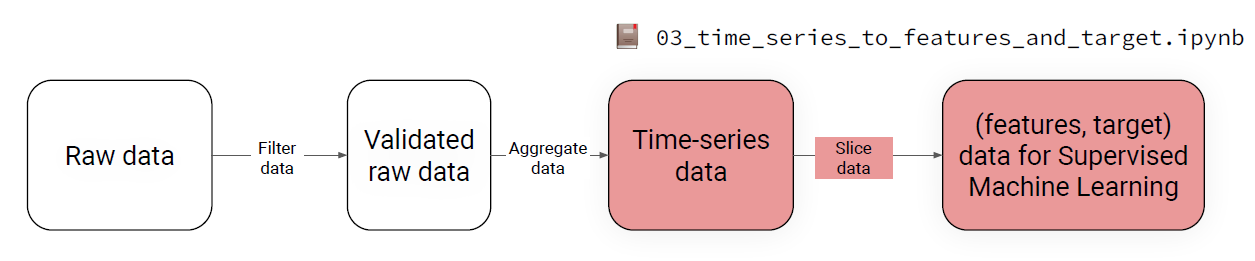 03_time_series_to_features_and_target.ipynb
Raw data
Filter
data
Validated
raw data
Aggregate
data
Time-series
data
Slice
data
(features, target)
data for Supervised
Machine Learning